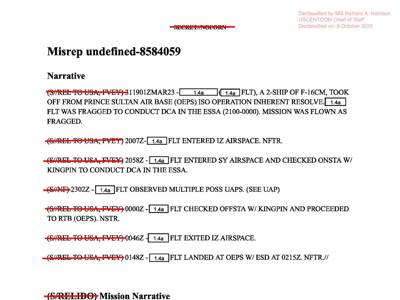 Declassified by MG Richard A. Harrison
USCENTCOM Chief of Staff
Declassified on: 8 October 2025
SECRET//NOFORN
Misrep undefined-8584059
Narrative
(S//REL TO USA, FVEY) 311901ZMAR23 - 1.4a ( 1.4a FLT), A 2-SHIP OF F-16CM, TOOK
OFF FROM PRINCE SULTAN AIR BASE (OEPS) ISO OPERATION INHERENT RESOLVE. 1.4a
FLT WAS FRAGGED TO CONDUCT DCA IN THE ESSA (2100-0000). MISSION WAS FLOWN AS
FRAGGED.
(S//REL TO USA, FVEY) 2007Z- 1.4a FLT ENTERED IZ AIRSPACE. NFTR.
(S//REL TO USA, FVEY) 2058Z - 1.4a FLT ENTERED SY AIRSPACE AND CHECKED ONSTA W/
KINGPIN TO CONDUCT DCA IN THE ESSA.
(S//NF) 2302Z - 1.4a FLT OBSERVED MULTIPLE POSS UAPS. (SEE UAP)
(S//REL TO USA, FVEY) 0000Z - 1.4a FLT CHECKED OFFSTA W/ KINGPIN AND PROCEEDED
TO RTB (OEPS). NSTR.
(S//REL TO USA, FVEY) 0046Z - 1.4a FLT EXITED IZ AIRSPACE.
(S//REL TO USA, FVEY) 0148Z - 1.4a FLT LANDED AT OEPS W/ ESD AT 0215Z. NFTR.//
(S//RELIDO) Mission Narrative